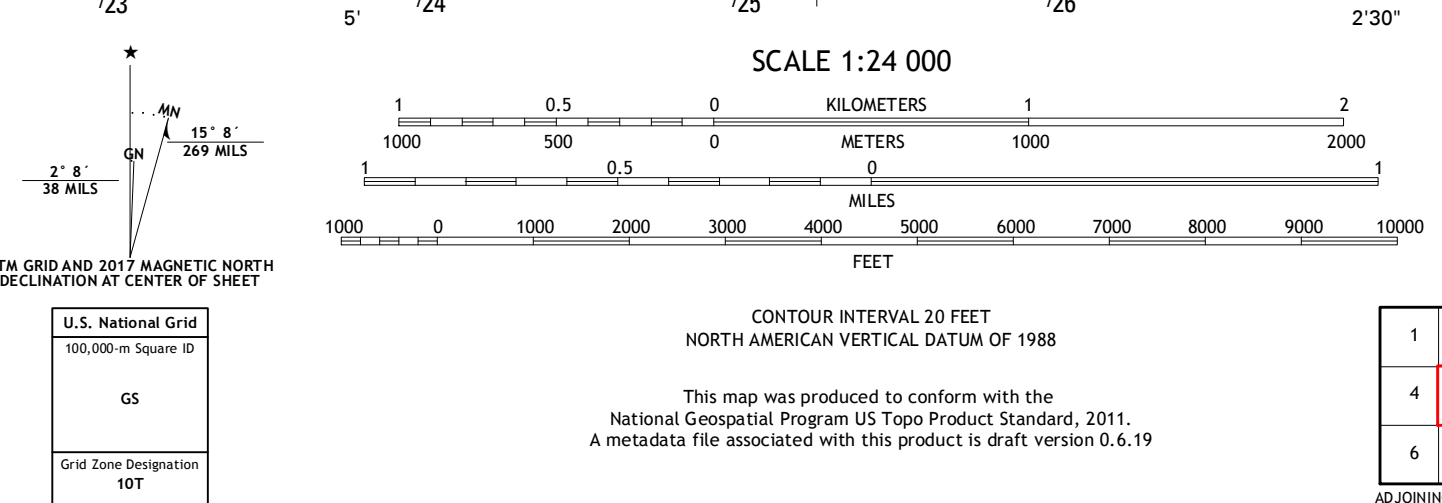 ⁷23 ⁷24 ⁷25 ⁷26
5' 2'30"
★
MN
GN
15° 8´
269 MILS
2° 8´
38 MILS
TM GRID AND 2017 MAGNETIC NORTH
DECLINATION AT CENTER OF SHEET
U.S. National Grid
100,000-m Square ID
GS
Grid Zone Designation
10T
SCALE 1:24 000
1 0.5 0 KILOMETERS 1 2
1000 500 0 METERS 1000 2000
1 0.5 0 1
MILES
1000 0 1000 2000 3000 4000 5000 6000 7000 8000 9000 10000
FEET
CONTOUR INTERVAL 20 FEET
NORTH AMERICAN VERTICAL DATUM OF 1988
This map was produced to conform with the
National Geospatial Program US Topo Product Standard, 2011.
A metadata file associated with this product is draft version 0.6.19
1
4
6
ADJOININ